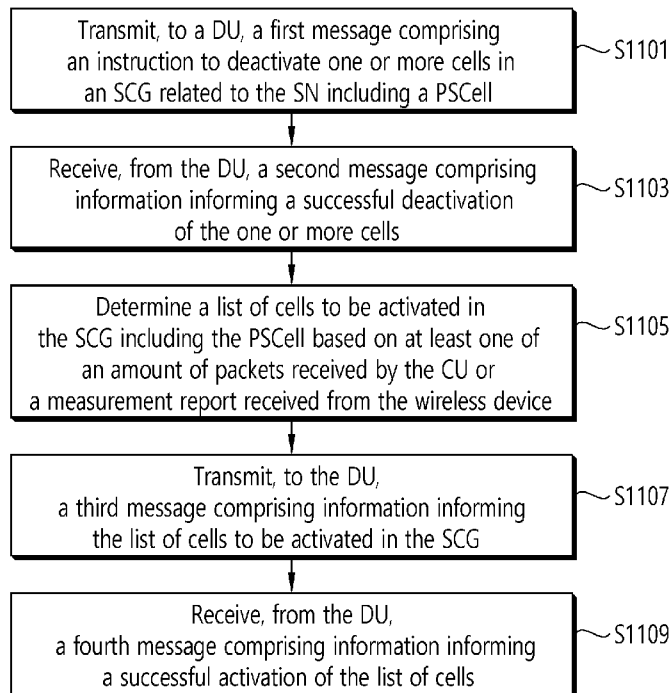 Transmit, to a DU, a first message comprising
an instruction to deactivate one or more cells in
an SCG related to the SN including a PSCell
S1101
Receive, from the DU, a second message comprising
information informing a successful deactivation
of the one or more cells
S1103
Determine a list of cells to be activated in
the SCG including the PSCell based on at least one of
an amount of packets received by the CU or
a measurement report received from the wireless device
S1105
Transmit, to the DU,
a third message comprising information informing
the list of cells to be activated in the SCG
S1107
Receive, from the DU,
a fourth message comprising information informing
a successful activation of the list of cells
S1109